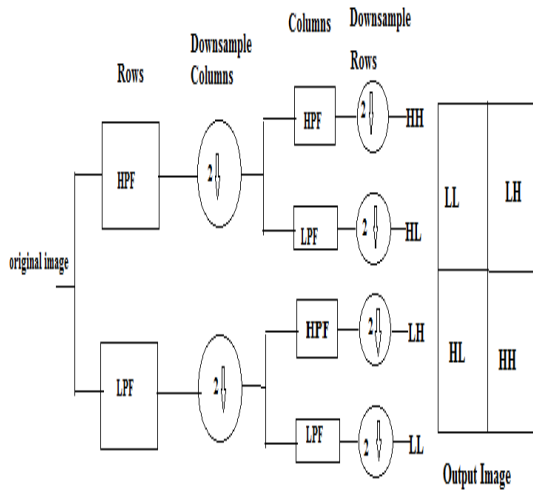 Columns
Downsample
Rows
Rows
Downsample
Columns
HPF
2
HH
HPF
2
LPF
2
HL
original image
LPF
2
HPF
2
LH
LPF
2
LL
LL
LH
HL
HH
Output Image